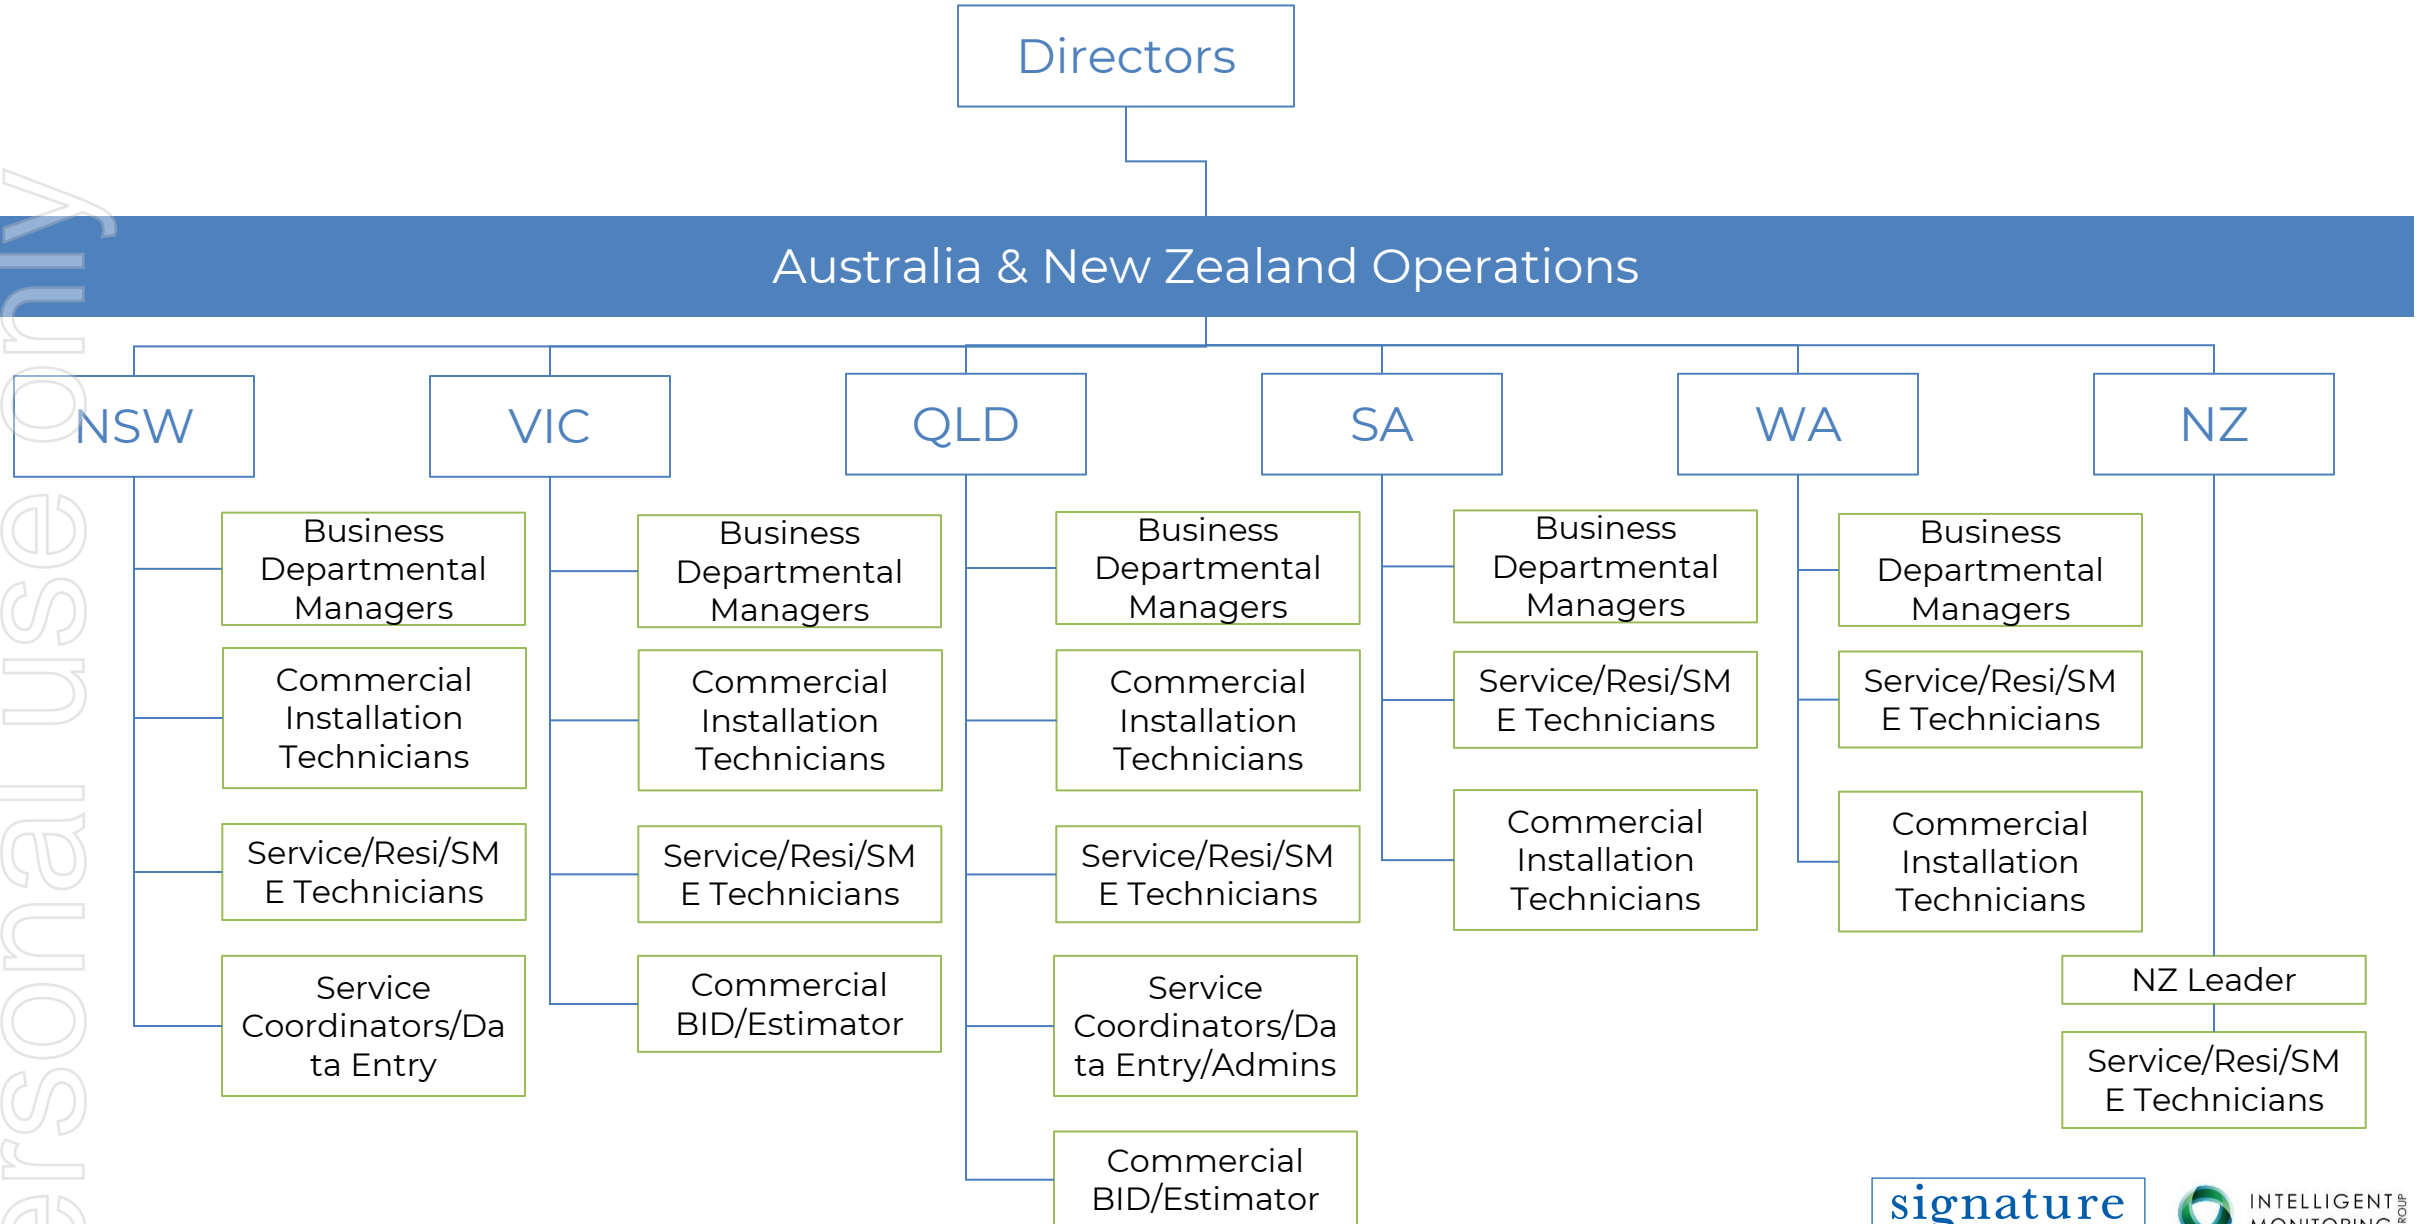 Directors
Australia & New Zealand Operations
NSW
VIC
QLD
SA
WA
NZ
Business
Departmental
Managers
Commercial
Installation
Technicians
Service/Resi/SM
E Technicians
Service
Coordinators/Da
ta Entry
Business
Departmental
Managers
Commercial
Installation
Technicians
Service/Resi/SM
E Technicians
Commercial
BID/Estimator
Business
Departmental
Managers
Commercial
Installation
Technicians
Service/Resi/SM
E Technicians
Service
Coordinators/Da
ta Entry/Admins
Commercial
BID/Estimator
Business
Departmental
Managers
Service/Resi/SM
E Technicians
Commercial
Installation
Technicians
Business
Departmental
Managers
Service/Resi/SM
E Technicians
Commercial
Installation
Technicians
NZ Leader
Service/Resi/SM
E Technicians
ersonal use only
signature
INTELLIGENT
MONITORING